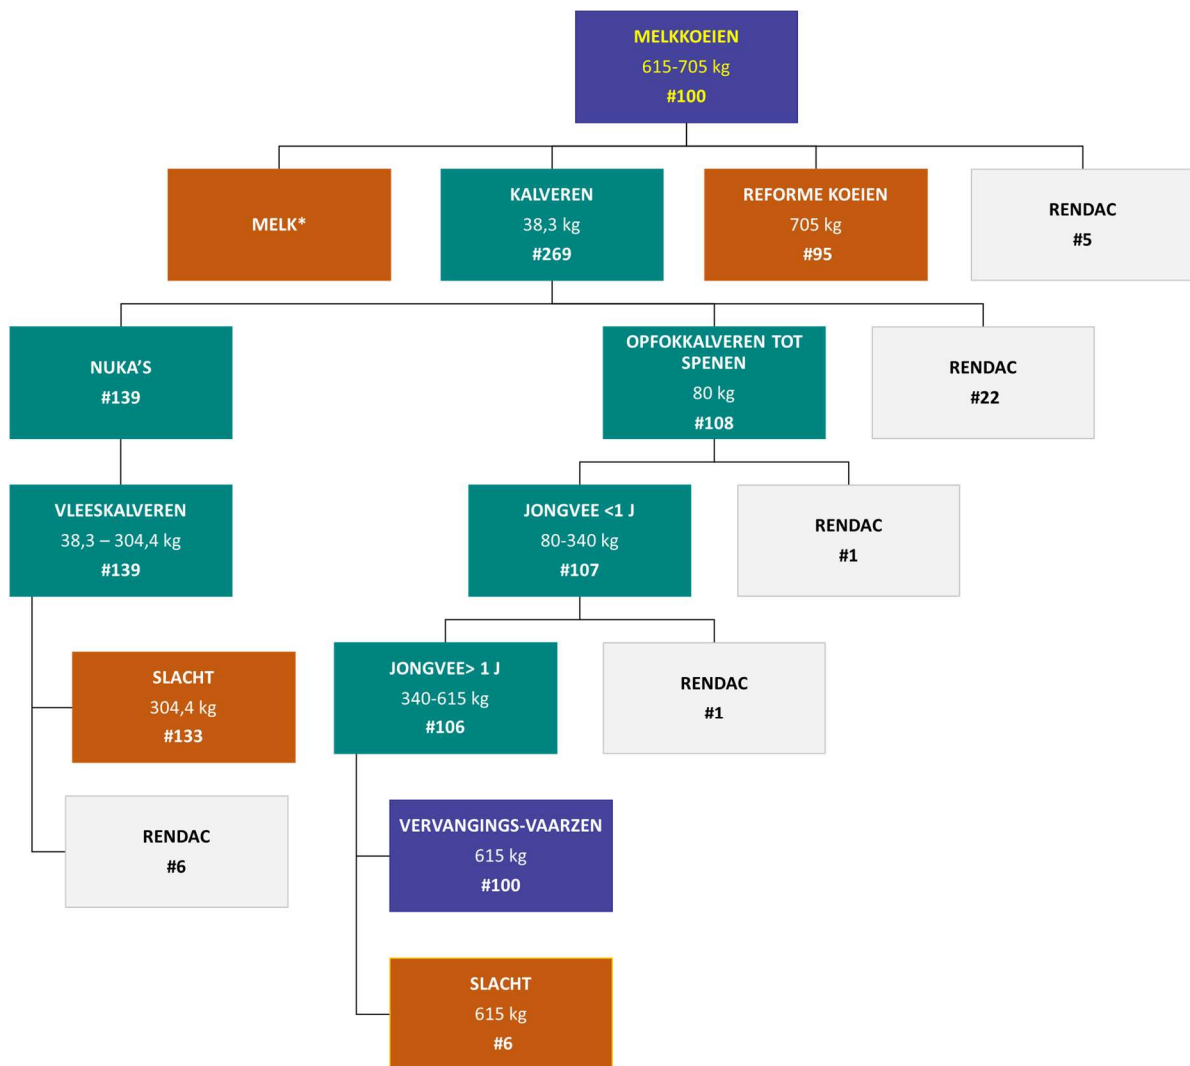 MELKKOEIEN
615-705 kg
#100
MELK*
KALVEREN
38,3 kg
#269
REFORME KOEIEN
705 kg
#95
RENDAC
#5
NUKA’S
#139
OPFOKKALVEREN TOT
SPENEN
80 kg
#108
RENDAC
#22
VLEESKALVEREN
38,3 – 304,4 kg
#139
JONGVEE <1 J
80-340 kg
#107
RENDAC
#1
SLACHT
304,4 kg
#133
JONGVEE> 1 J
340-615 kg
#106
RENDAC
#1
RENDAC
#6
VERVANGINGS-VAARZEN
615 kg
#100
SLACHT
615 kg
#6